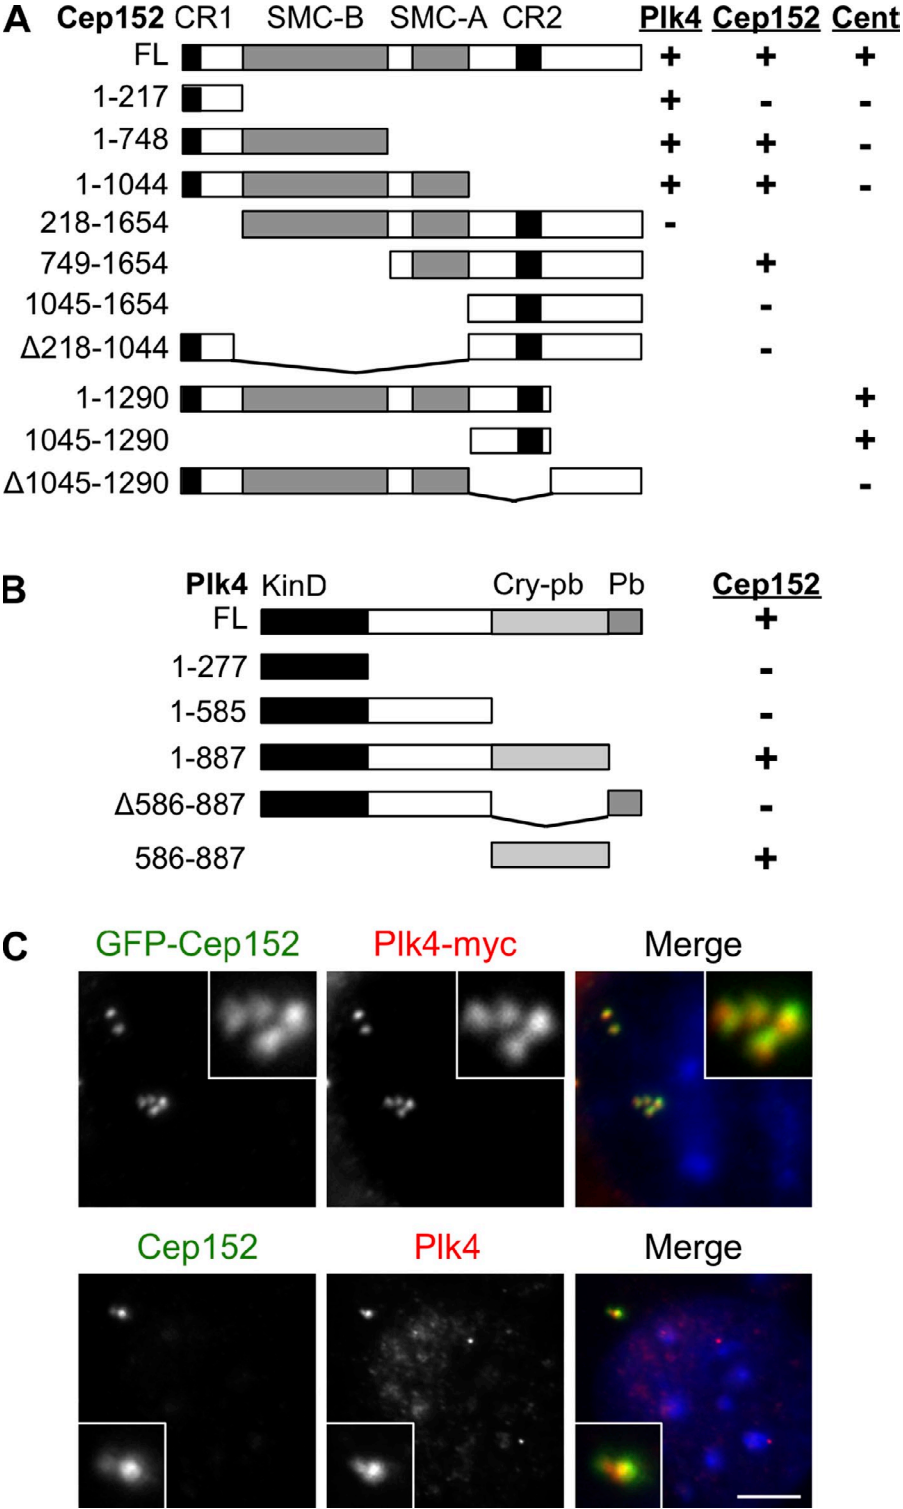 A Cep152 CR1 SMC-B SMC-A CR2 Plk4 Cep152 Cent
FL + + +
1-217 + - -
1-748 + + -
1-1044 + + -
218-1654 -
749-1654 +
1045-1654 -
Δ218-1044 -
1-1290 +
1045-1290 +
Δ1045-1290 -
B Plk4 KinD Cry-pb Pb Cep152
FL +
1-277 -
1-585 -
1-887 +
Δ586-887 -
586-887 +
C GFP-Cep152 Plk4-myc Merge
Cep152 Plk4 Merge